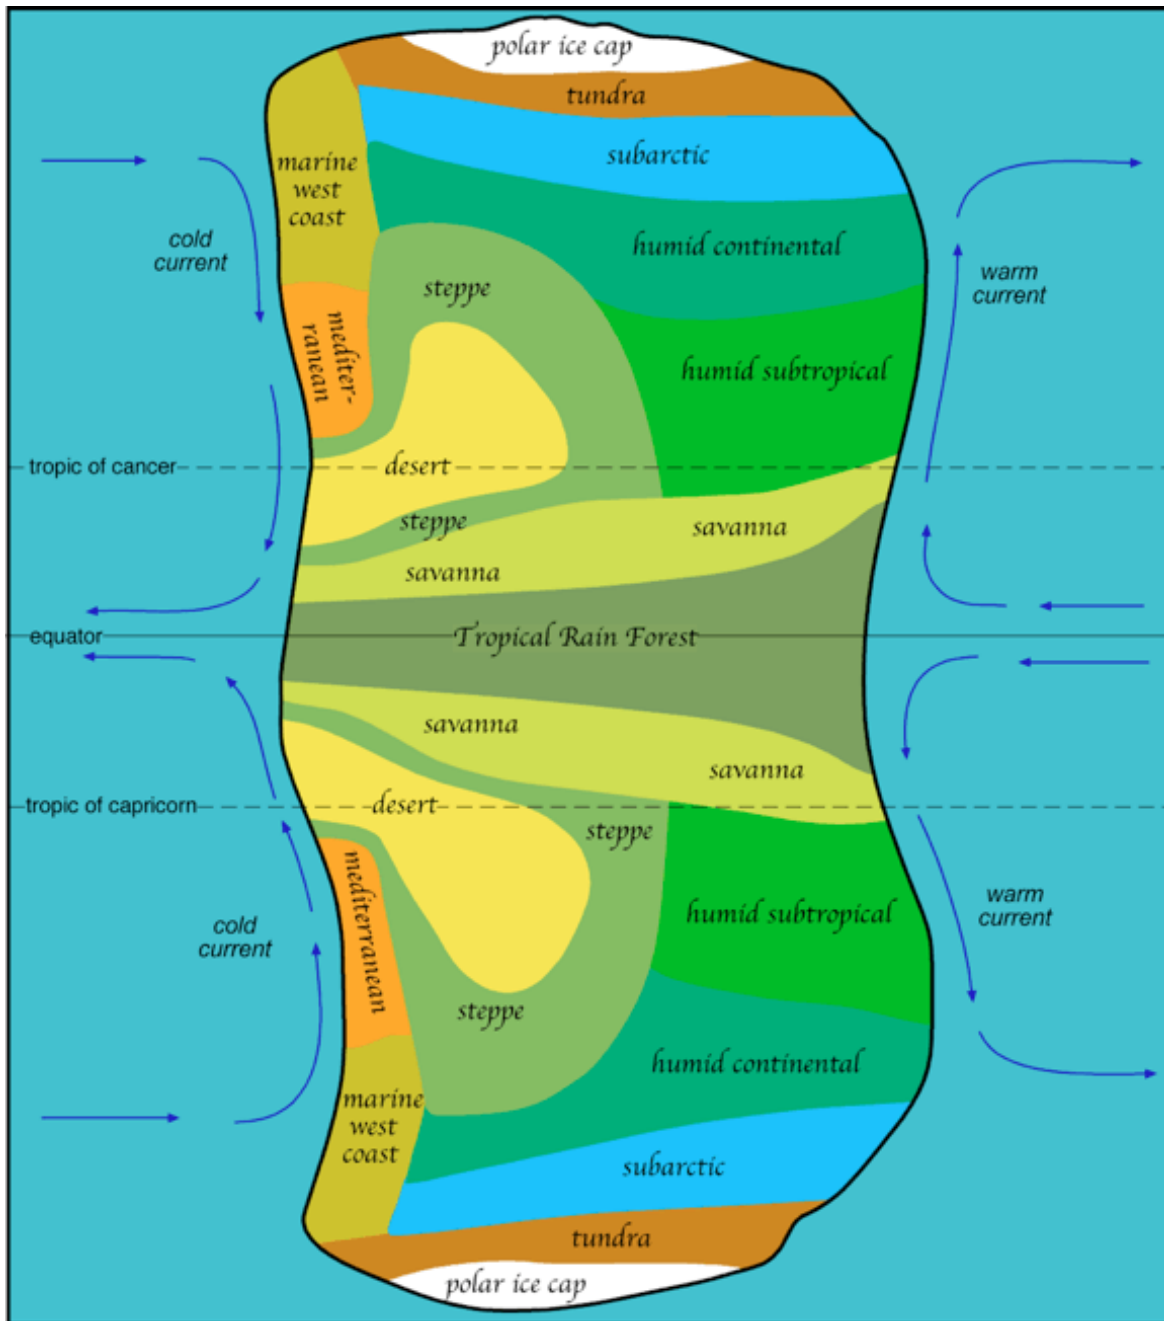 polar ice cap
tundra
subarctic
marine
west
coast
humid continental
cold
current
steppe
warm
current
mediter-
ranean
humid subtropical
tropic of cancer
desert
steppe
savanna
savanna
equator
Tropical Rain Forest
savanna
savanna
tropic of capricorn
desert
steppe
mediterranean
humid subtropical
warm
current
cold
current
steppe
humid continental
marine
west
coast
subarctic
tundra
polar ice cap